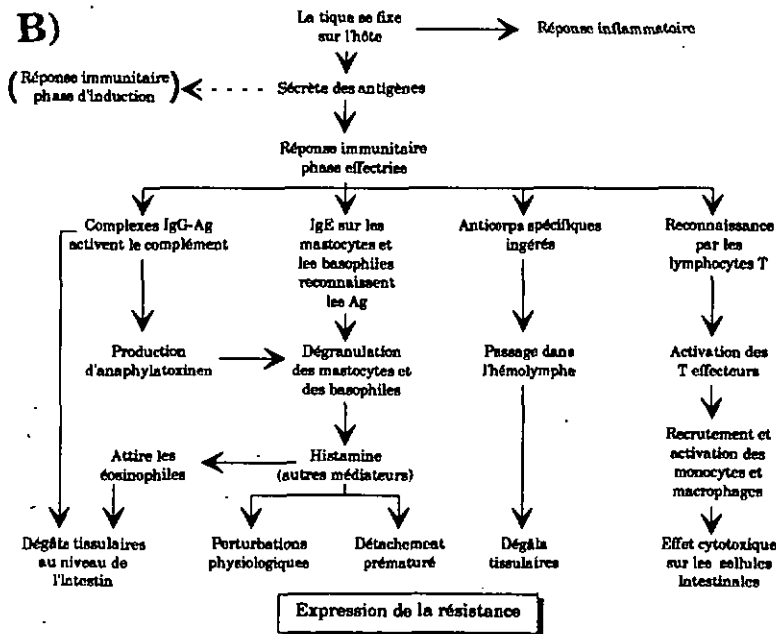 B)
La tique se fixe
sur l'hôte
Réponse inflammatoire
(Réponse immunitaire
phase d'induction)
Sécrète des antigènes
Réponse immunitaire
phase effectries
Complexes IgG-Ag
activent le complément
IgE sur les
mastocytes et
les basophiles
reconnaissent
les Ag
Anticorps spécifiques
ingérés
Reconnaissance
par les
lymphocytes T
Production
d'anaphylatoxinen
Dégranulation
des mastocytes et
des basophiles
Passage dans
l'hémolymphe
Activation des
T effecteurs
Attire les
éosinophiles
Histamine
(autres médiateurs)
Recrutement et
activation des
monocytes et
macrophages
Dégâts tissulaires
au niveau de
l'intestin
Perturbations
physiologiques
Détachement
prématuré
Dégâts
tissulaires
Effet cytotoxique
sur les cellules
intestinales
Expression de la résistance